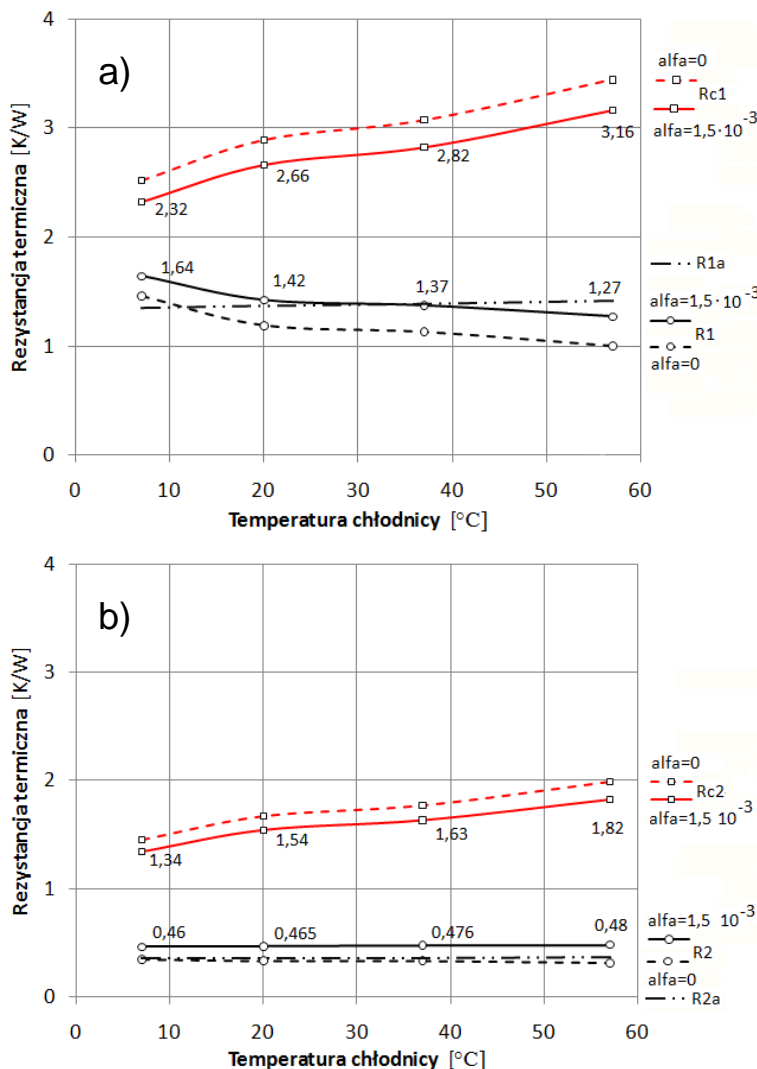 a)
Rezystancja termiczna [K/W]
4
3
2
1
0
2,32
2,66
2,82
3,16
1,64
1,42
1,37
1,27
0 10 20 30 40 50 60
Temperatura chłodnicy [°C]
alfa=0
Rc1
alfa=1,5·10⁻³
R1a
alfa=1,5·10⁻³
R1
alfa=0
b)
Rezystancja termiczna [K/W]
4
3
2
1
0
1,34
1,54
1,63
1,82
0,46
0,465
0,476
0,48
0 10 20 30 40 50 60
Temperatura chłodnicy [°C]
alfa=0
Rc2
alfa=1,5 10⁻³
alfa=1,5 10⁻³
R2
alfa=0
R2a